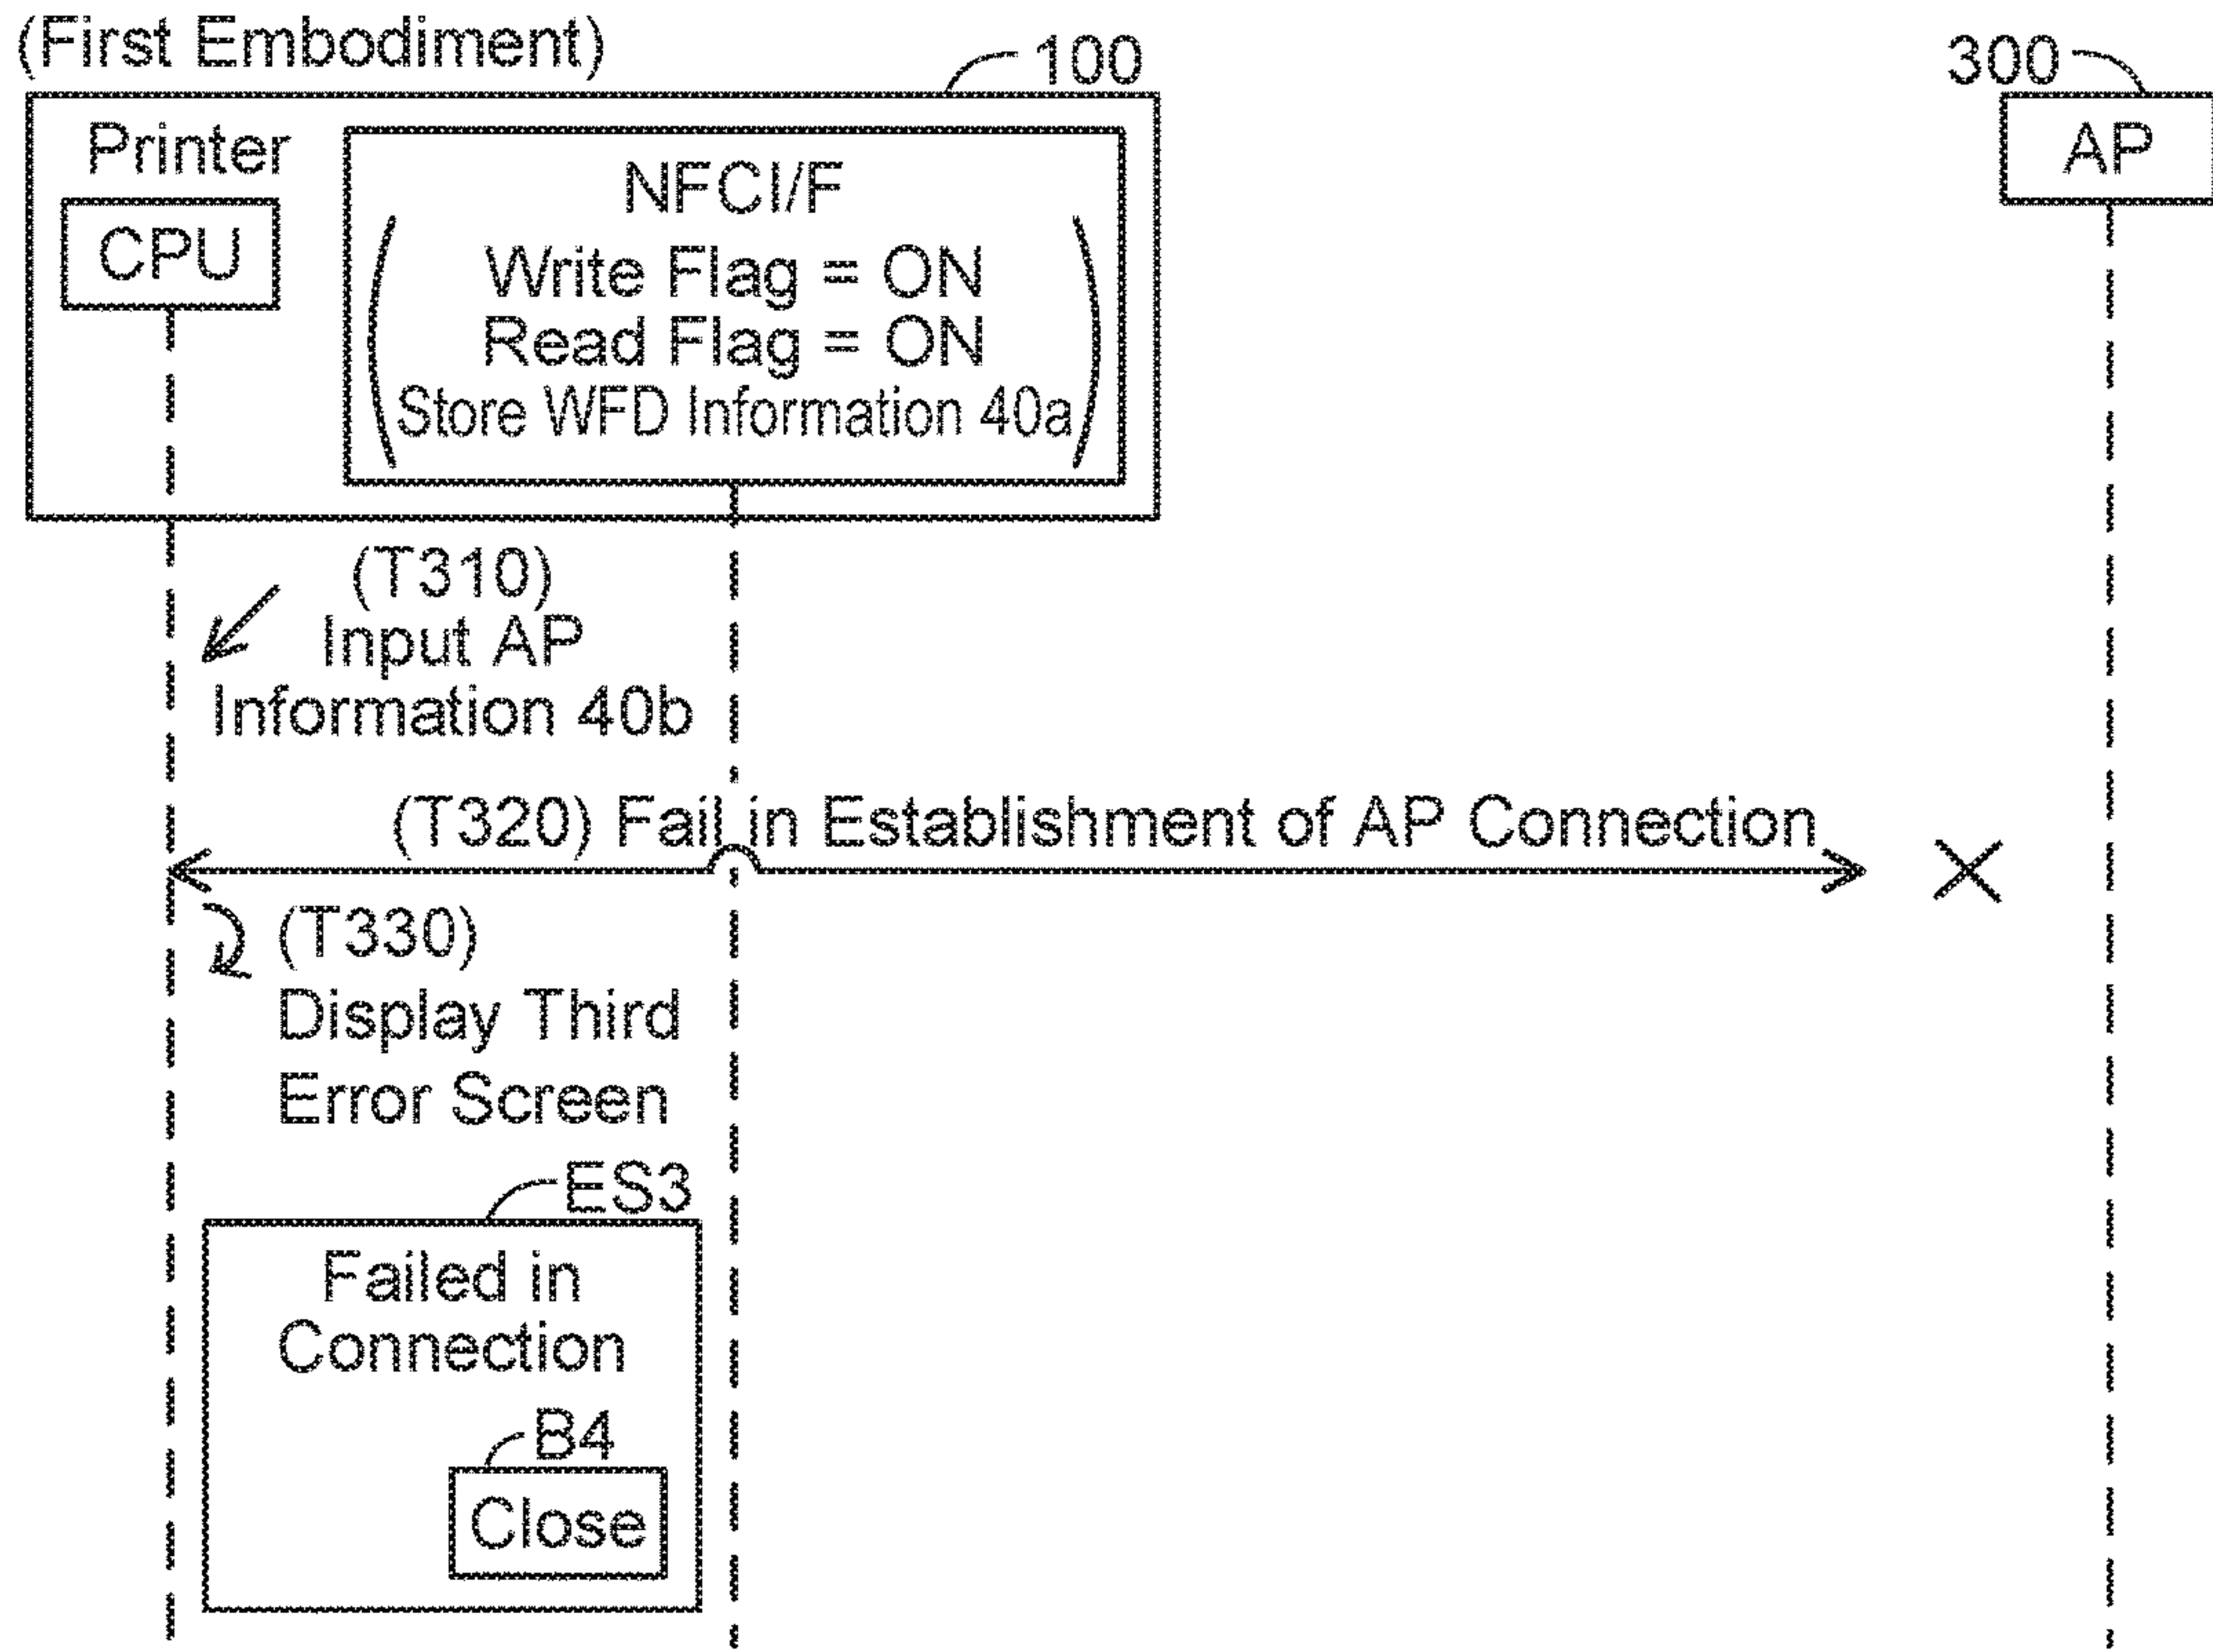 (First Embodiment)
100
300
Printer
CPU
NFCI/F
Write Flag = ON
Read Flag = ON
Store WFD Information 40a
AP
(T310)
Input AP
Information 40b
(T320) Fail in Establishment of AP Connection
(T330)
Display Third
Error Screen
ES3
Failed in
Connection
B4
Close